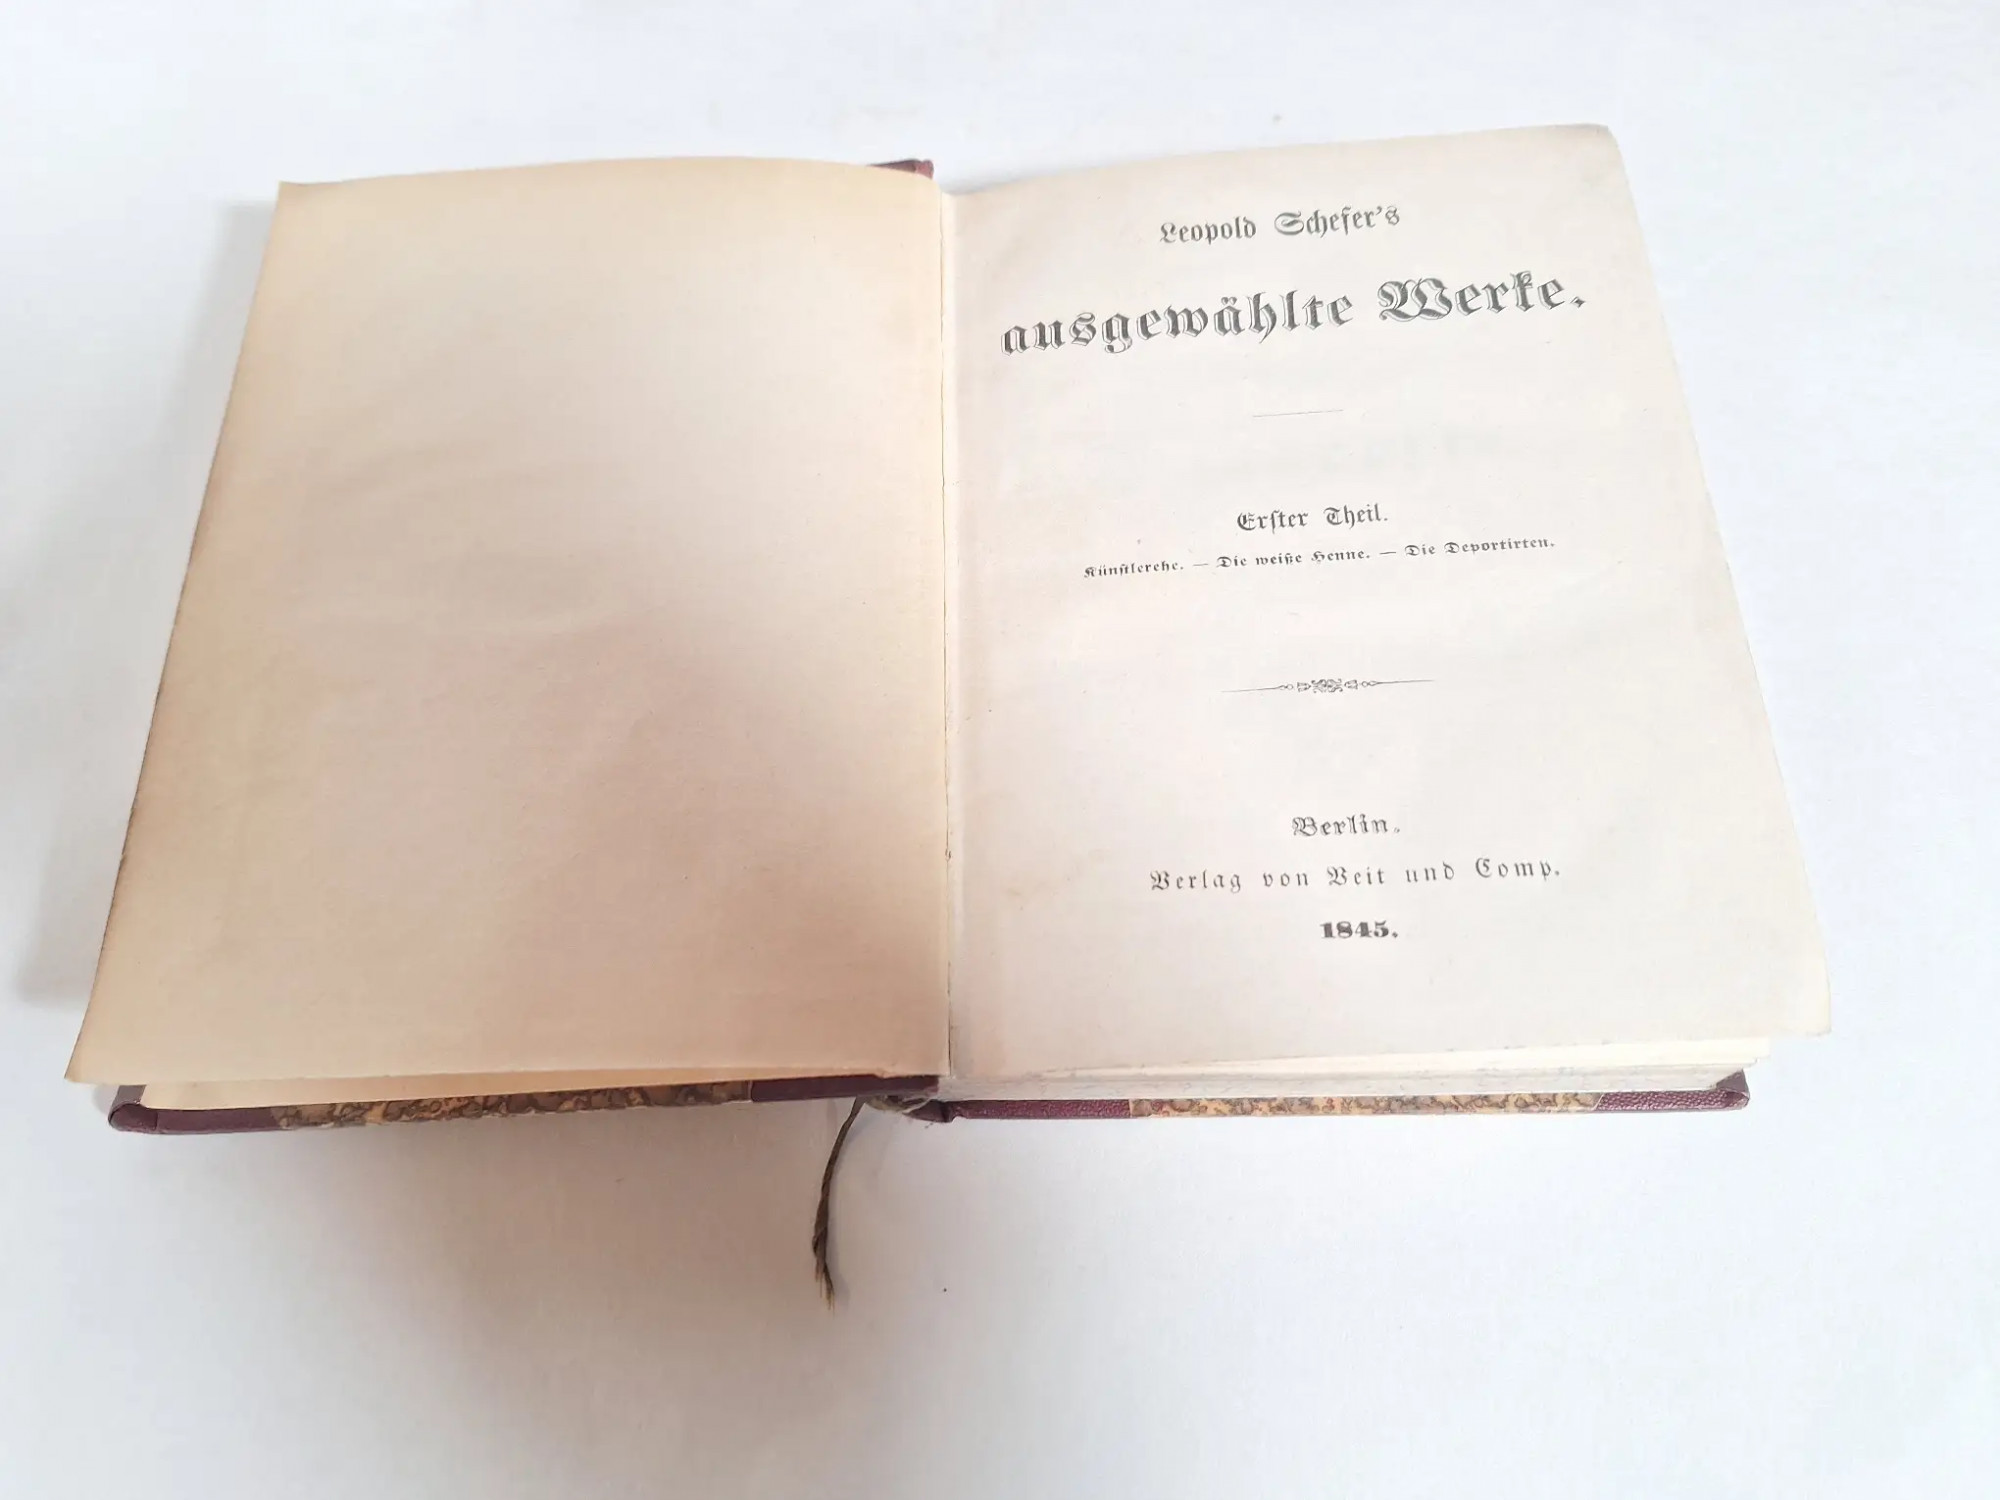 Leopold Schefer's
ausgewählte Werke.
Erſter Theil.
Künſtlerehe. — Die weiße Henne. — Die Deportirten.
Berlin.
Verlag von Veit und Comp.
1845.